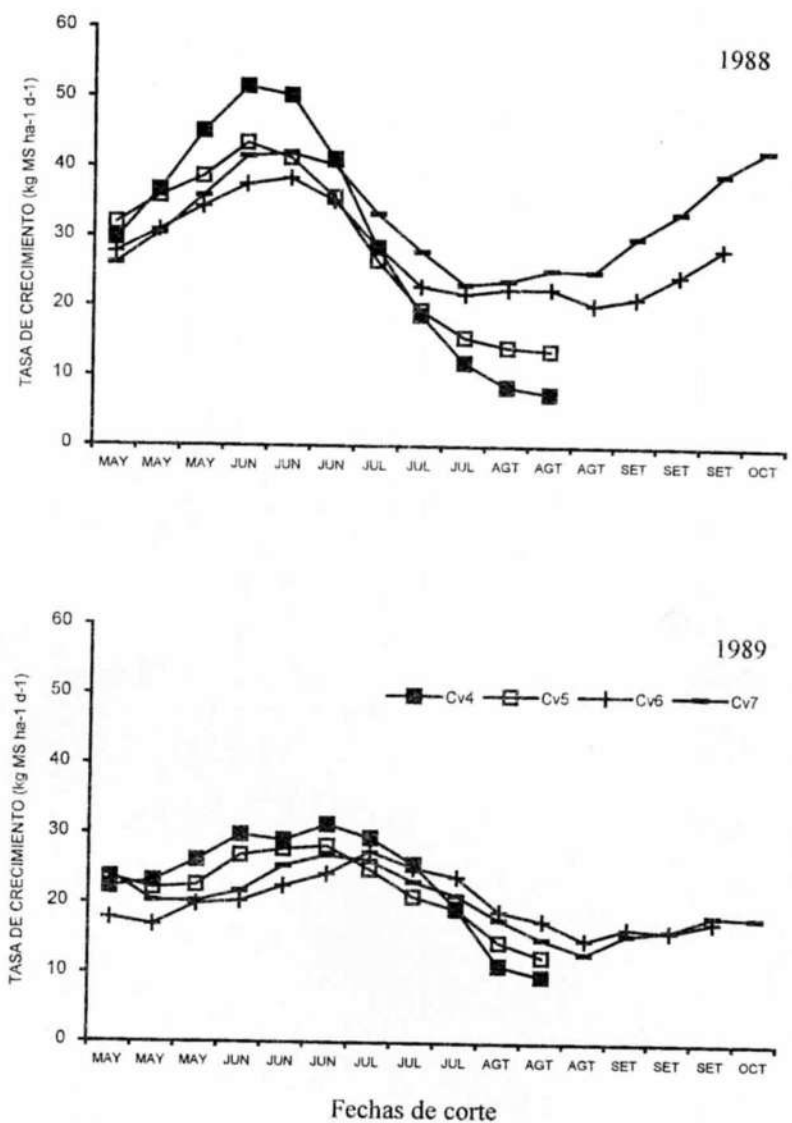 1988
TASA DE CRECIMIENTO (kg MS ha-1 d-1)
60
50
40
30
20
10
0
MAY MAY MAY JUN JUN JUN JUL JUL JUL AGT AGT AGT SET SET SET OCT
1989
TASA DE CRECIMIENTO (kg MS ha-1 d-1)
60
50
40
30
20
10
0
Cv4 Cv5 Cv6 Cv7
MAY MAY MAY JUN JUN JUN JUL JUL JUL AGT AGT AGT SET SET SET OCT
Fechas de corte